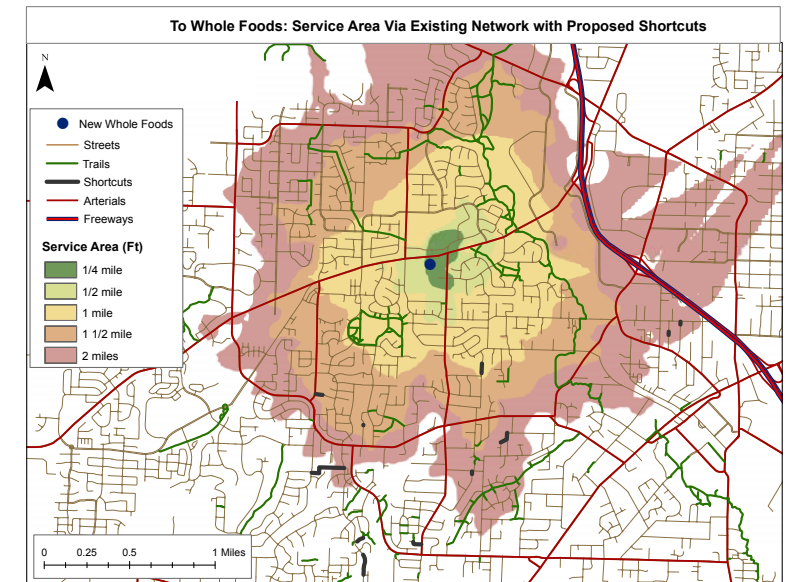 To Whole Foods: Service Area Via Existing Network with Proposed Shortcuts
N
New Whole Foods
Streets
Trails
Shortcuts
Arterials
Freeways
Service Area (Ft)
1/4 mile
1/2 mile
1 mile
1 1/2 mile
2 miles
0 0.25 0.5 1 Miles